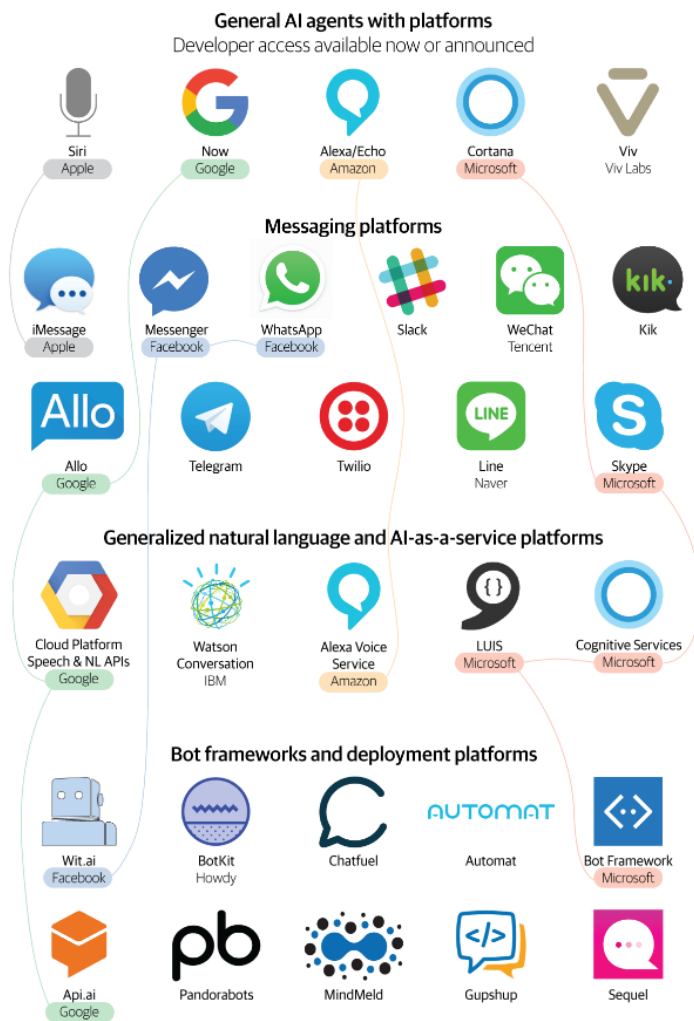 General AI agents with platforms
Developer access available now or announced
Siri
Apple
Now
Google
Alexa/Echo
Amazon
Cortana
Microsoft
Viv
Viv Labs
Messaging platforms
iMessage
Apple
Messenger
Facebook
WhatsApp
Facebook
Slack
WeChat
Tencent
kik
Kik
Allo
Allo
Google
Telegram
Twilio
LINE
Line
Naver
S
Skype
Microsoft
Generalized natural language and AI-as-a-service platforms
Cloud Platform
Speech & NL APIs
Google
Watson
Conversation
IBM
Alexa Voice
Service
Amazon
LUIS
Microsoft
Cognitive Services
Microsoft
Bot frameworks and deployment platforms
Wit.ai
Facebook
BotKit
Howdy
Chatfuel
AUTOMAT
Automat
Bot Framework
Microsoft
Api.ai
Google
pb
Pandorabots
MindMeld
Gupshup
Sequel